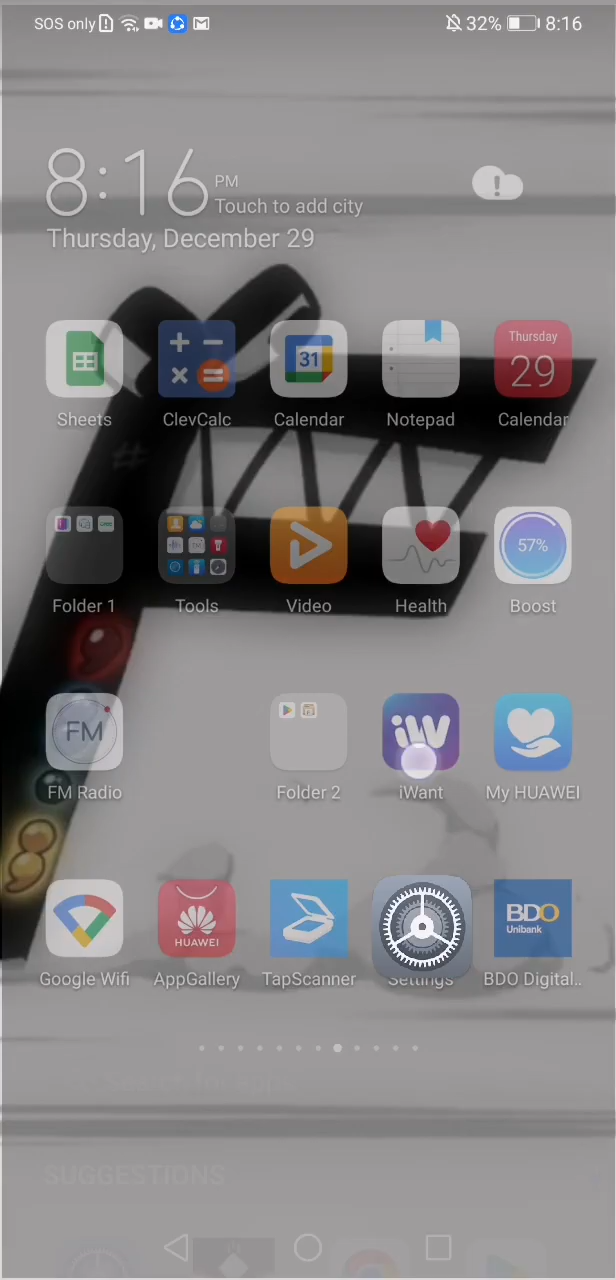 SOS only 32% 8:16
8:16 PM
Touch to add city
Thursday, December 29
31
Thursday
29
Sheets ClevCalc Calendar Notepad Calendar
57%
Folder 1 Tools Video Health Boost
FM
iW
FM Radio Folder 2 iWant My HUAWEI
HUAWEI
BDO
Unibank
Google Wifi AppGallery TapScanner Settings BDO Digital..
SUGGESTIONS